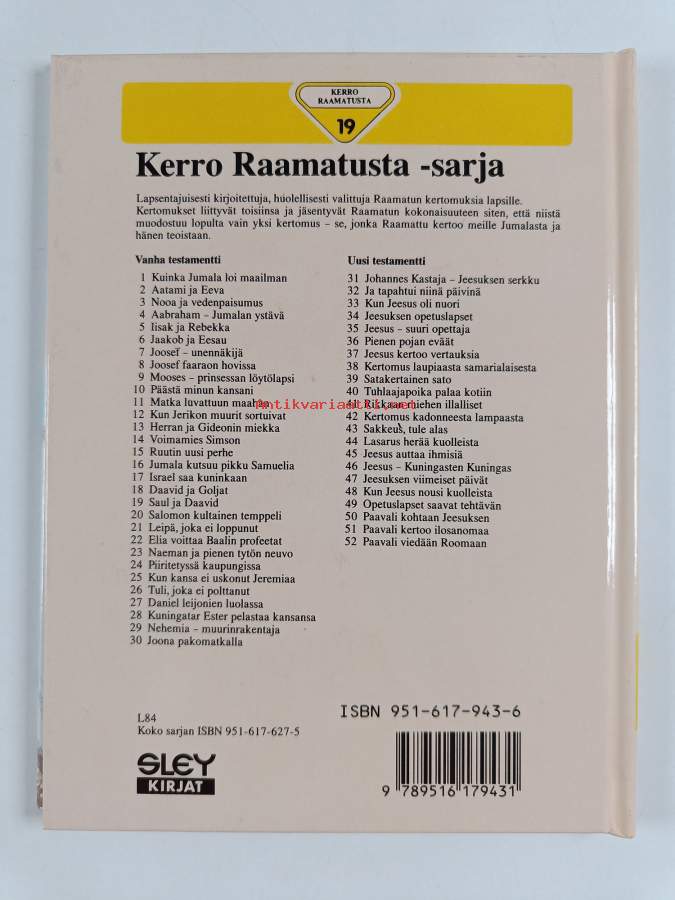 KERRO
RAAMATUSTA
19
Kerro Raamatusta -sarja
Lapsentajuisesti kirjoitettuja, huolellisesti valittuja Raamatun kertomuksia lapsille.
Kertomukset liittyvät toisiinsa ja jäsentyvät Raamatun kokonaisuuteen siten, että niistä
muodostuu lopulta vain yksi kertomus – se, jonka Raamattu kertoo meille Jumalasta ja
hänen teoistaan.
Vanha testamentti
1 Kuinka Jumala loi maailman
2 Aatami ja Eeva
3 Nooa ja vedenpaisumus
4 Aabraham – Jumalan ystävä
5 Iisak ja Rebekka
6 Jaakob ja Eesau
7 Joosef – unennäkijä
8 Joosef faaraon hovissa
9 Mooses – prinsessan löytölapsi
10 Päästä minun kansani
11 Matka luvattuun maahan
12 Kun Jerikon muurit sortuivat
13 Herran ja Gideonin miekka
14 Voimamies Simson
15 Ruutin uusi perhe
16 Jumala kutsuu pikku Samuelia
17 Israel saa kuninkaan
18 Daavid ja Goljat
19 Saul ja Daavid
20 Salomon kultainen temppeli
21 Leipä, joka ei loppunut
22 Elia voittaa Baalin profeetat
23 Naeman ja pienen tytön neuvo
24 Piiritetyssä kaupungissa
25 Kun kansa ei uskonut Jeremiaa
26 Tuli, joka ei polttanut
27 Daniel leijonien luolassa
28 Kuningatar Ester pelastaa kansansa
29 Nehemia – muurinrakentaja
30 Joona pakomatkalla
Uusi testamentti
31 Johannes Kastaja – Jeesuksen serkku
32 Ja tapahtui niinä päivinä
33 Kun Jeesus oli nuori
34 Jeesuksen opetuslapset
35 Jeesus – suuri opettaja
36 Pienen pojan eväät
37 Jeesus kertoo vertauksia
38 Kertomus laupiaasta samarialaisesta
39 Satakertainen sato
40 Tuhlaajapoika palaa kotiin
41 Rikkaan miehen illalliset
42 Kertomus kadonneesta lampaasta
43 Sakkeus, tule alas
44 Lasarus herää kuolleista
45 Jeesus auttaa ihmisiä
46 Jeesus – Kuningasten Kuningas
47 Jeesuksen viimeiset päivät
48 Kun Jeesus nousi kuolleista
49 Opetuslapset saavat tehtävän
50 Paavali kohtaan Jeesuksen
51 Paavali kertoo ilosanomaa
52 Paavali viedään Roomaan
Antikvariaatti.net
L84
Koko sarjan ISBN 951-617-627-5
SLEY
KIRJAT
ISBN 951-617-943-6
9 789516 179431